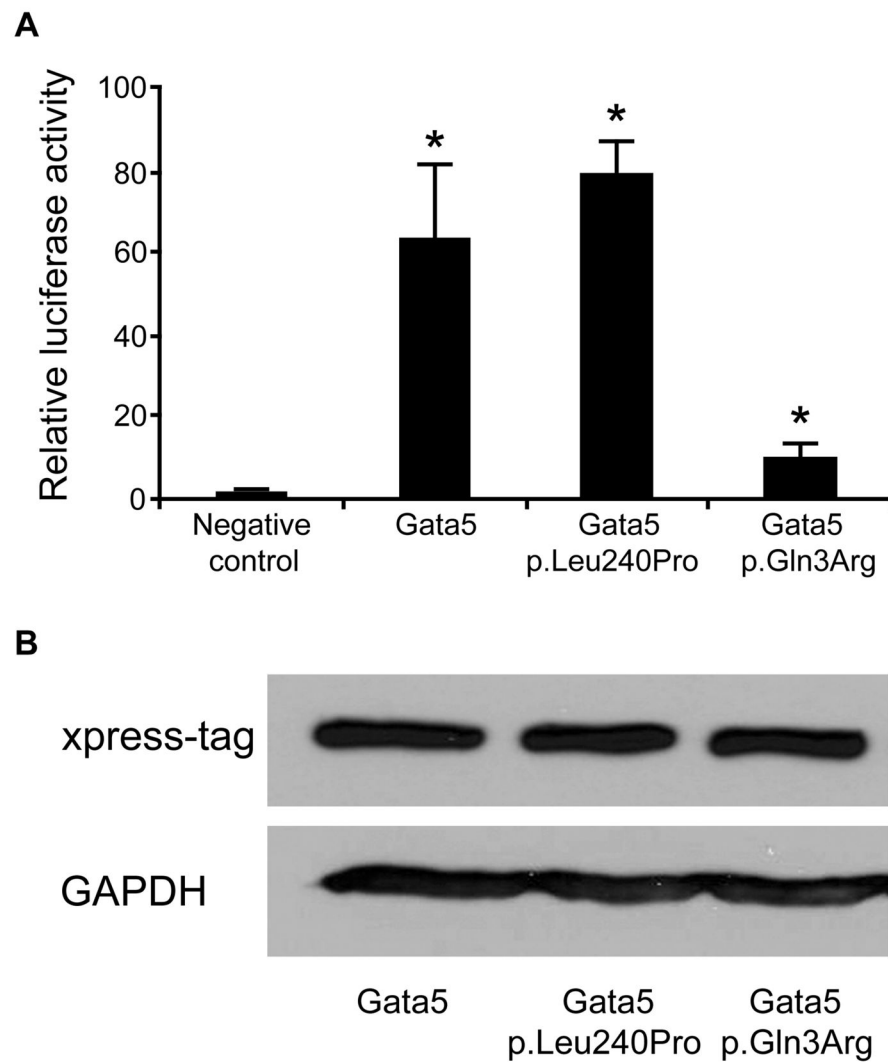 A
Relative luciferase activity
100
80
60
40
20
0
*
*
*
Negative
control
Gata5
Gata5
p.Leu240Pro
Gata5
p.Gln3Arg
B
xpress-tag
GAPDH
Gata5
Gata5
p.Leu240Pro
Gata5
p.Gln3Arg